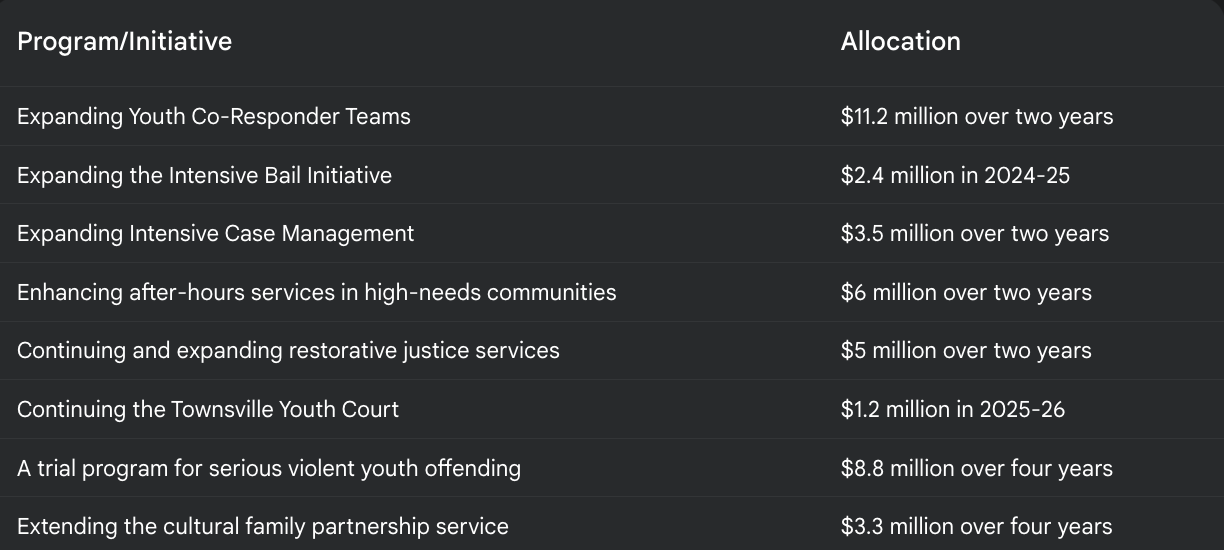 Program/Initiative Allocation
Expanding Youth Co-Responder Teams $11.2 million over two years
Expanding the Intensive Bail Initiative $2.4 million in 2024-25
Expanding Intensive Case Management $3.5 million over two years
Enhancing after-hours services in high-needs communities $6 million over two years
Continuing and expanding restorative justice services $5 million over two years
Continuing the Townsville Youth Court $1.2 million in 2025-26
A trial program for serious violent youth offending $8.8 million over four years
Extending the cultural family partnership service $3.3 million over four years